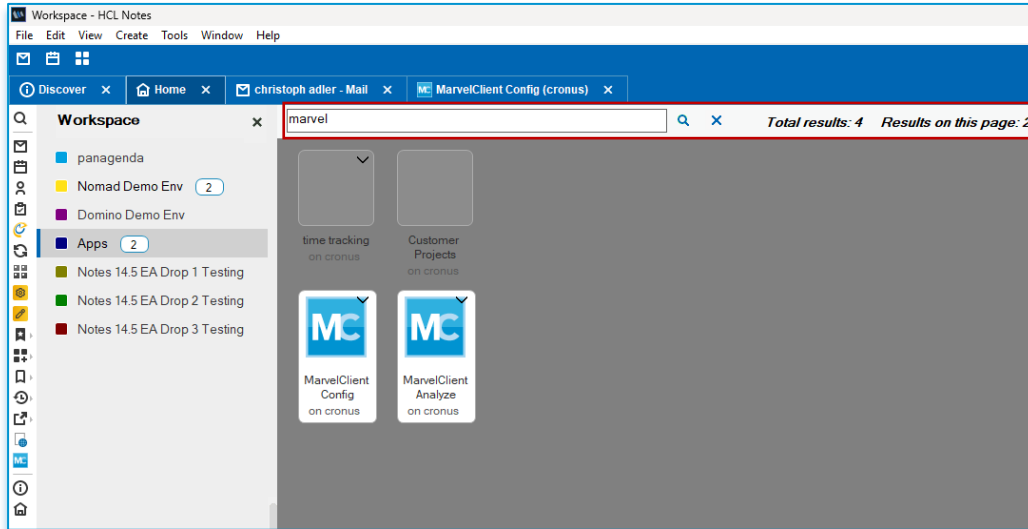 Workspace - HCL Notes
File Edit View Create Tools Window Help
Discover
Home
christoph adler - Mail
MC MarvelClient Config (cronus)
Workspace
marvel
Total results: 4 Results on this page: 2
panagenda
Nomad Demo Env 2
Domino Demo Env
Apps 2
Notes 14.5 EA Drop 1 Testing
Notes 14.5 EA Drop 2 Testing
Notes 14.5 EA Drop 3 Testing
time tracking
on cronus
Customer
Projects
on cronus
MC
MarvelClient
Config
on cronus
MC
MarvelClient
Analyze
on cronus
MC